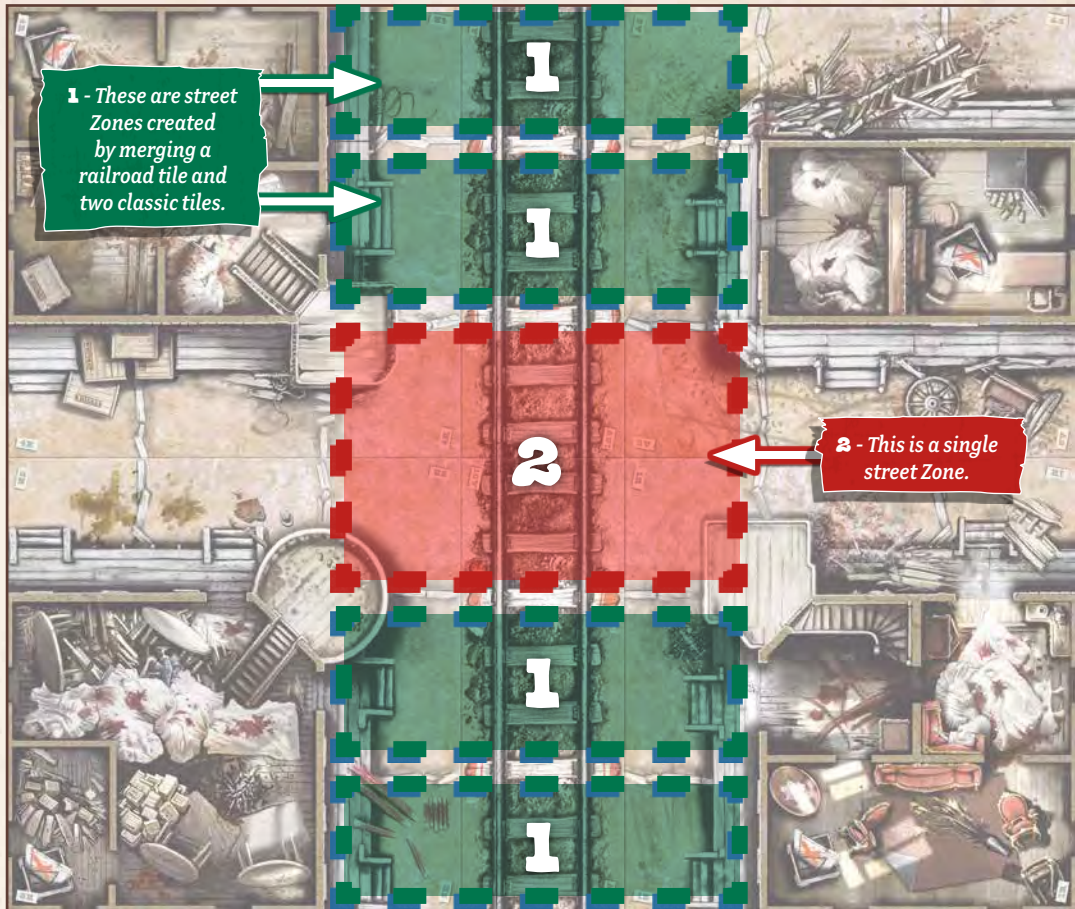 1
1 - These are street
Zones created
by merging a
railroad tile and
two classic tiles.
1
2
2 - This is a single
street Zone.
1
1